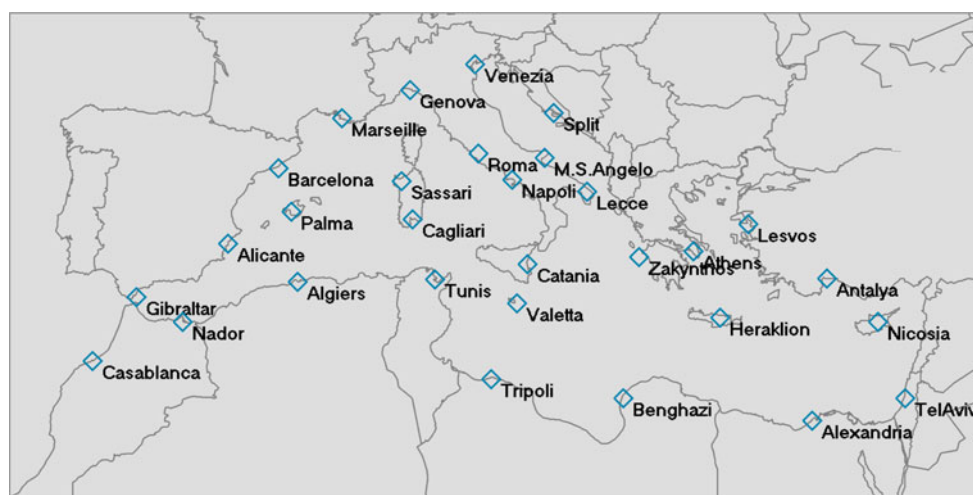 Venezia
Genova
Split
Marseille
Roma
M.S.Angelo
Barcelona
Sassari
Napoli
Lecce
Palma
Cagliari
Lesvos
Alicante
Zakynthos
Athens
Catania
Algiers
Tunis
Antalya
Gibraltar
Valetta
Nador
Heraklion
Nicosia
Casablanca
Tripoli
Benghazi
TelAviv
Alexandria